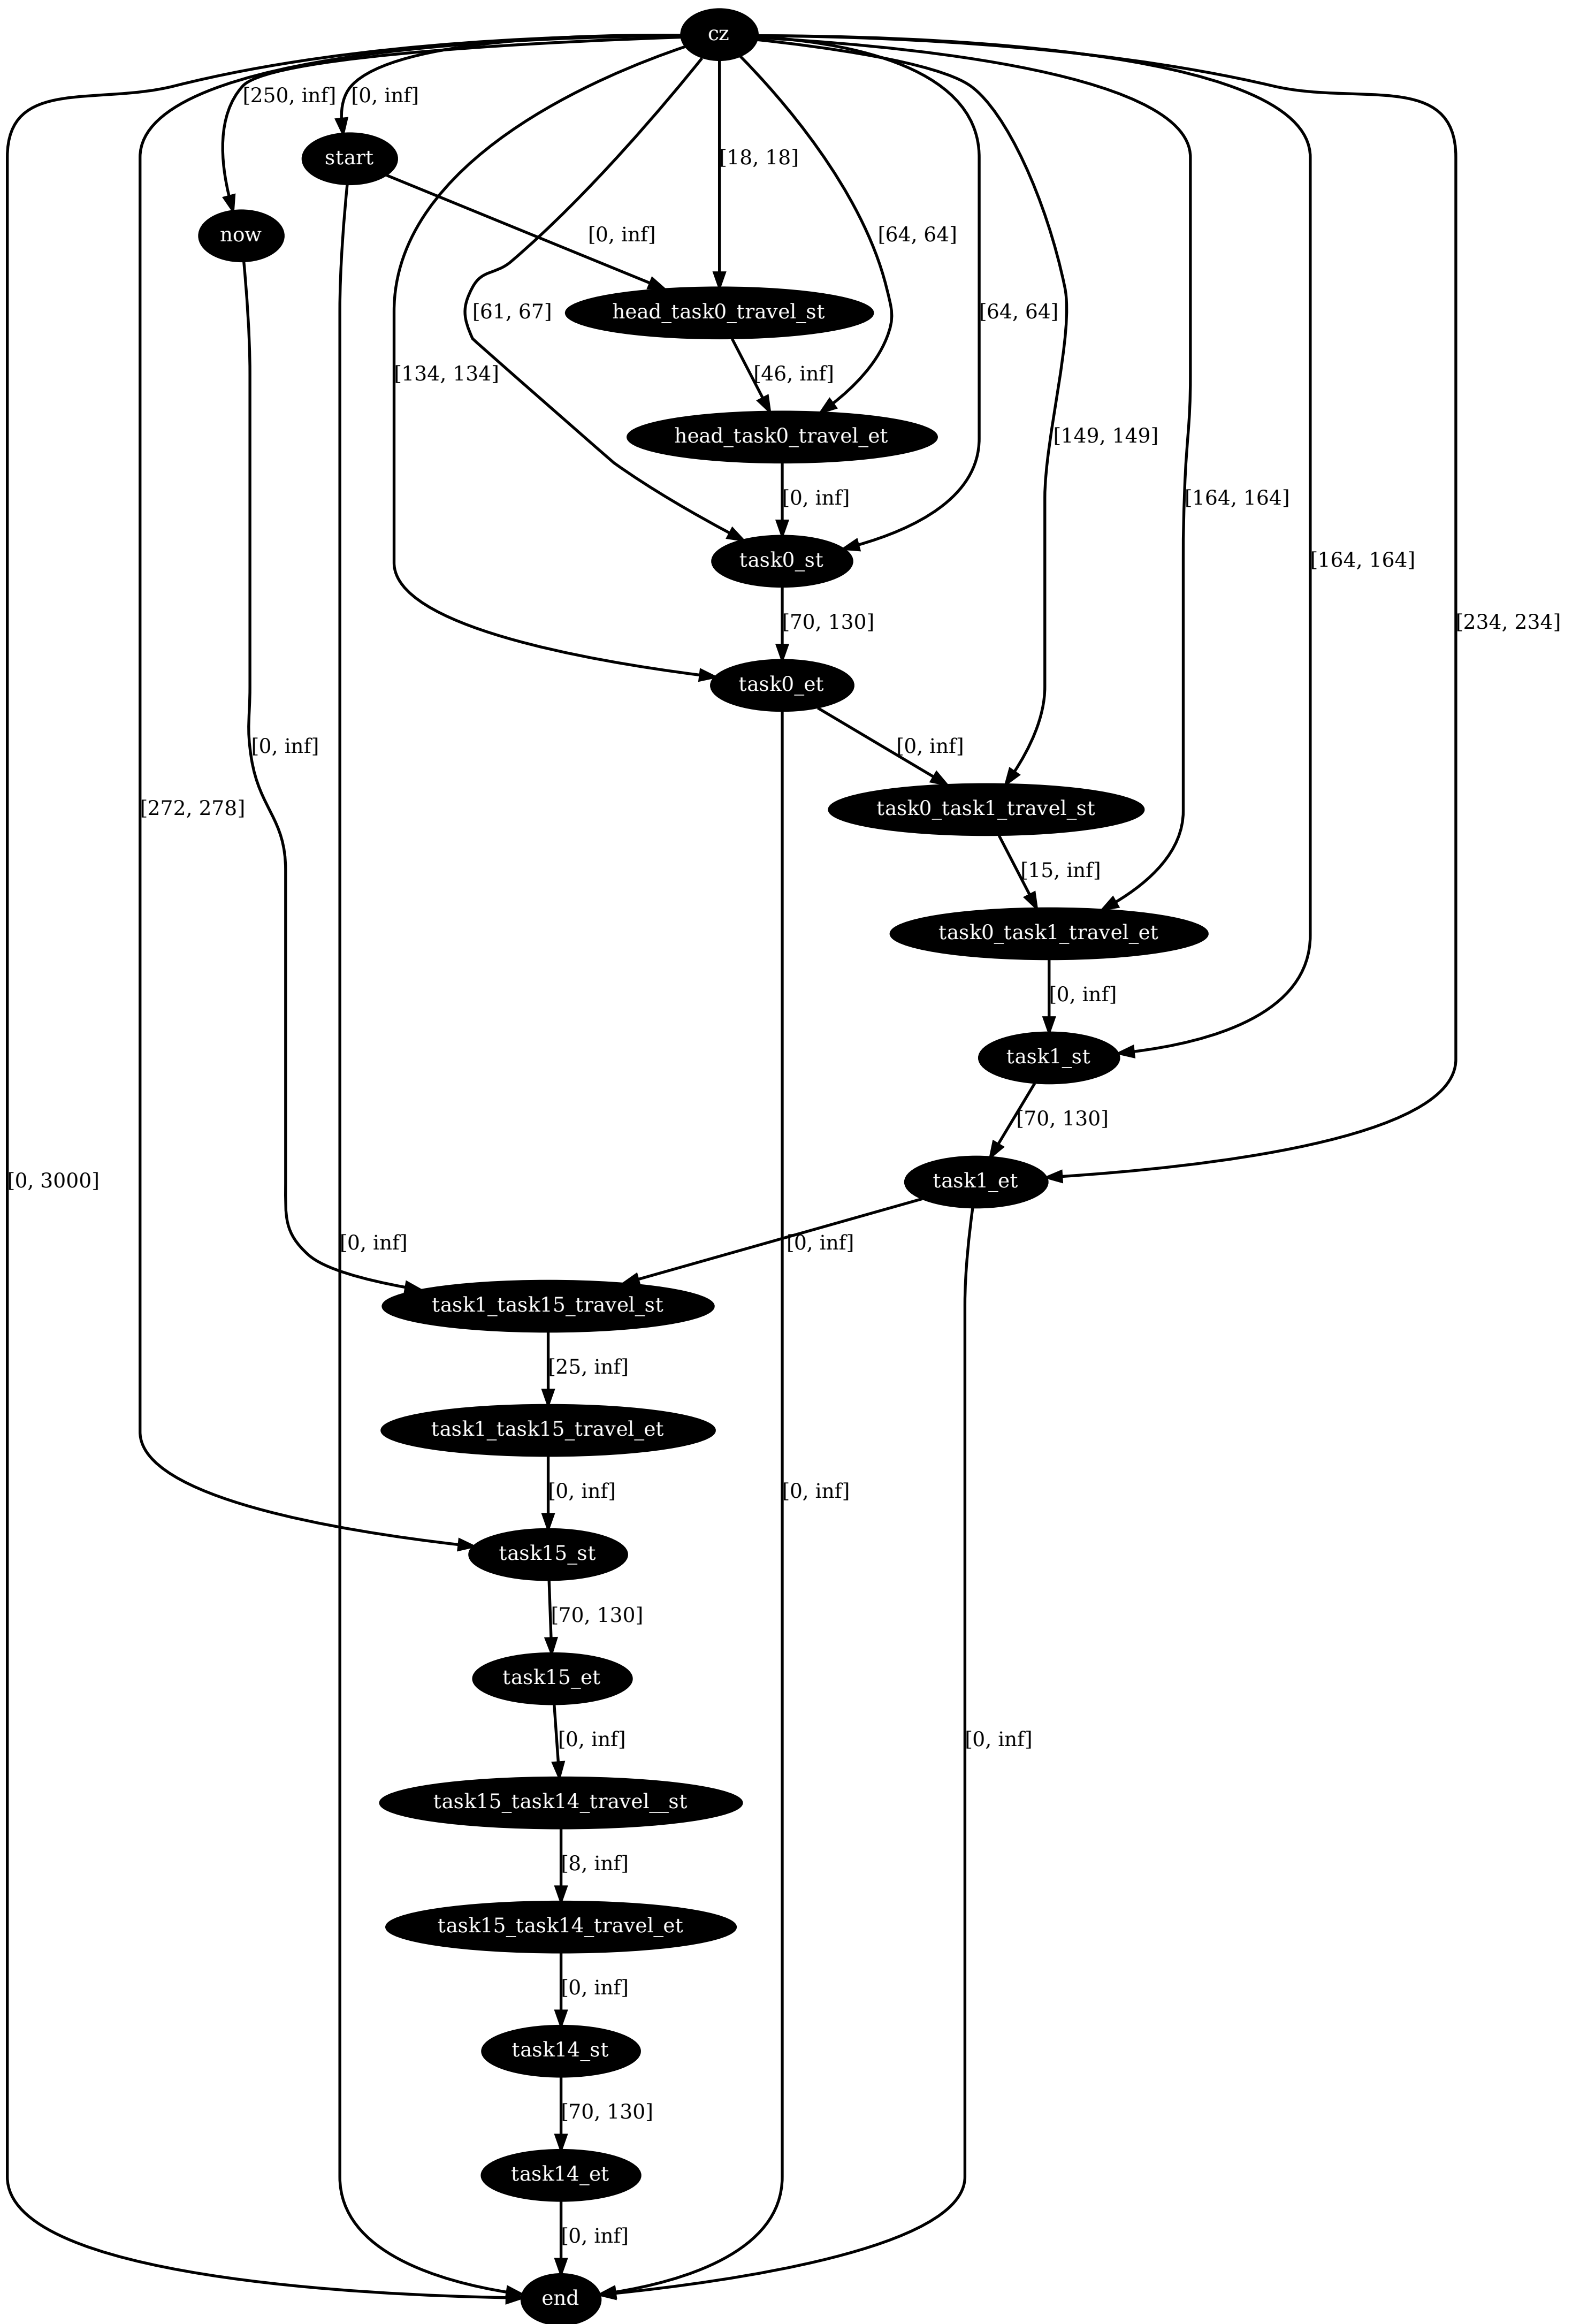 cz
[250, inf]
[0, inf]
start
[18, 18]
now
[0, inf]
[64, 64]
[61, 67]
head_task0_travel_st
[64, 64]
[134, 134]
[46, inf]
head_task0_travel_et
[149, 149]
[0, inf]
[164, 164]
task0_st
[164, 164]
[70, 130]
[234, 234]
task0_et
[0, inf]
[0, inf]
[272, 278]
task0_task1_travel_st
[15, inf]
task0_task1_travel_et
[0, inf]
task1_st
[70, 130]
[0, 3000]
task1_et
[0, inf]
[0, inf]
task1_task15_travel_st
[25, inf]
task1_task15_travel_et
[0, inf]
[0, inf]
task15_st
[70, 130]
task15_et
[0, inf]
[0, inf]
task15_task14_travel__st
[8, inf]
task15_task14_travel_et
[0, inf]
task14_st
[70, 130]
task14_et
[0, inf]
end